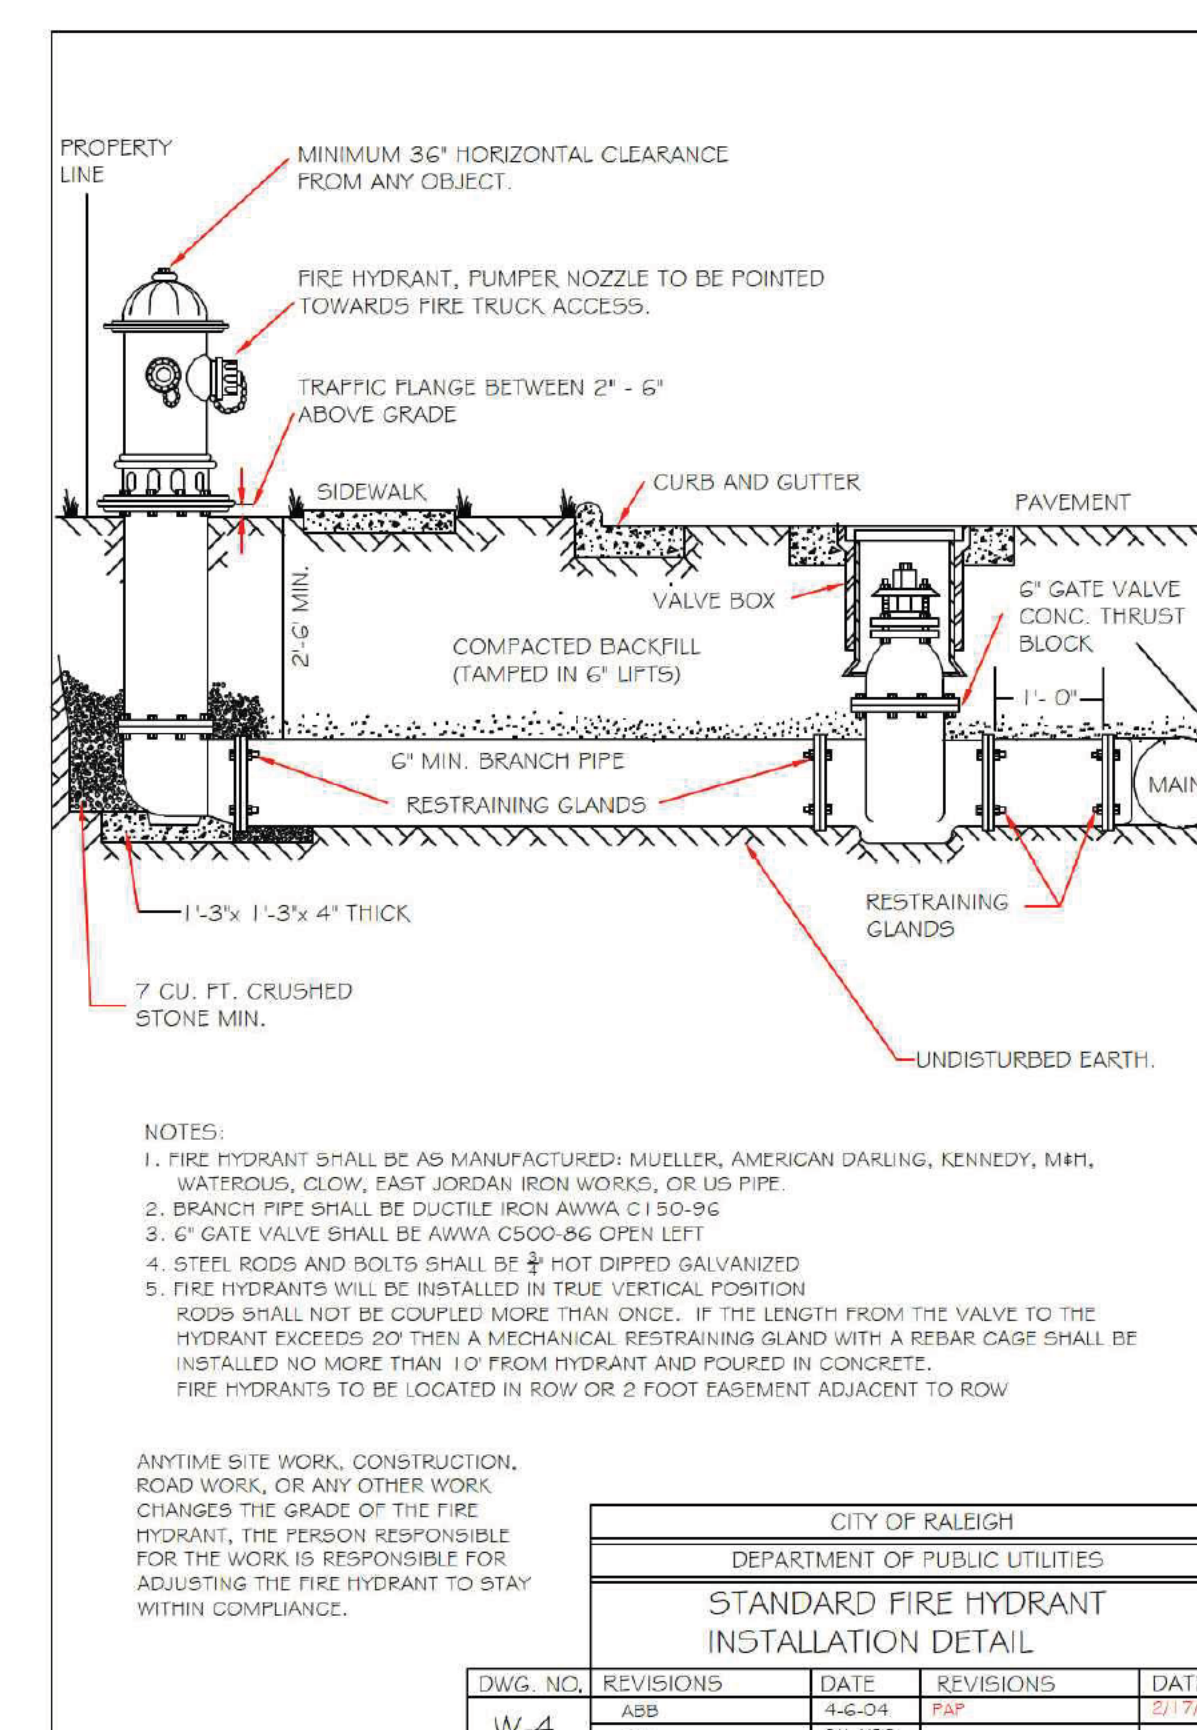 PROPERTY
LINE
MINIMUM 36" HORIZONTAL CLEARANCE
FROM ANY OBJECT.
FIRE HYDRANT, PUMPER NOZZLE TO BE POINTED
TOWARDS FIRE TRUCK ACCESS.
TRAFFIC FLANGE BETWEEN 2" - 6"
ABOVE GRADE
SIDEWALK
CURB AND GUTTER
PAVEMENT
2'-6' MIN.
VALVE BOX
6" GATE VALVE
CONC. THRUST
BLOCK
COMPACTED BACKFILL
(TAMPED IN 6" LIFTS)
1'- 0"
6" MIN. BRANCH PIPE
RESTRAINING GLANDS
MAIN
RESTRAINING
GLANDS
1'-3"x 1'-3"x 4" THICK
7 CU. FT. CRUSHED
STONE MIN.
UNDISTURBED EARTH.
NOTES:
1. FIRE HYDRANT SHALL BE AS MANUFACTURED: MUELLER, AMERICAN DARLING, KENNEDY, M&H,
WATEROUS, CLOW, EAST JORDAN IRON WORKS, OR US PIPE.
2. BRANCH PIPE SHALL BE DUCTILE IRON AWWA C150-96
3. 6" GATE VALVE SHALL BE AWWA C500-86 OPEN LEFT
4. STEEL RODS AND BOLTS SHALL BE 3/4" HOT DIPPED GALVANIZED
5. FIRE HYDRANTS WILL BE INSTALLED IN TRUE VERTICAL POSITION
RODS SHALL NOT BE COUPLED MORE THAN ONCE. IF THE LENGTH FROM THE VALVE TO THE
HYDRANT EXCEEDS 20' THEN A MECHANICAL RESTRAINING GLAND WITH A REBAR CAGE SHALL BE
INSTALLED NO MORE THAN 10' FROM HYDRANT AND POURED IN CONCRETE.
FIRE HYDRANTS TO BE LOCATED IN ROW OR 2 FOOT EASEMENT ADJACENT TO ROW
ANYTIME SITE WORK, CONSTRUCTION,
ROAD WORK, OR ANY OTHER WORK
CHANGES THE GRADE OF THE FIRE
HYDRANT, THE PERSON RESPONSIBLE
FOR THE WORK IS RESPONSIBLE FOR
ADJUSTING THE FIRE HYDRANT TO STAY
WITHIN COMPLIANCE.
CITY OF RALEIGH
DEPARTMENT OF PUBLIC UTILITIES
STANDARD FIRE HYDRANT
INSTALLATION DETAIL
DWG. NO. REVISIONS DATE REVISIONS DAT
ABB 4-6-04 PAP 2/17/
W-4